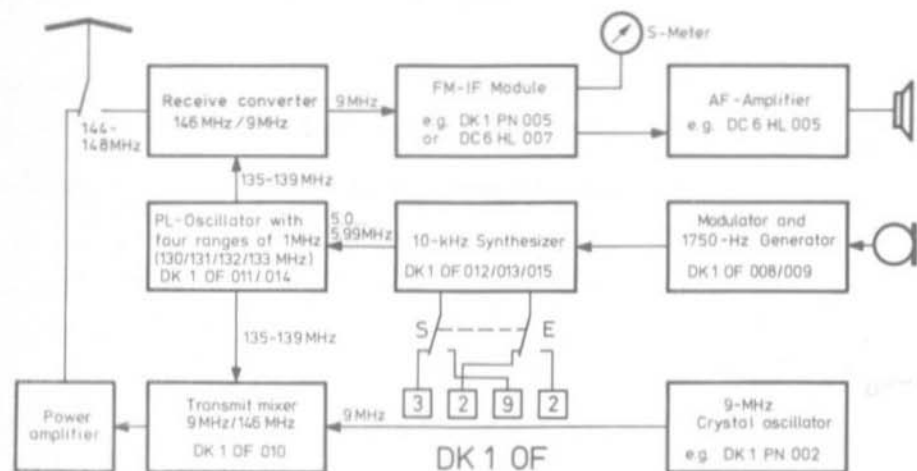 S-Meter
Receive converter
146 MHz / 9 MHz
9 MHz
FM-IF Module
e.g. DK 1 PN 005
or DC 6 HL 007
AF-Amplifier
e.g. DC 6 HL 005
144-
148 MHz
135-139 MHz
PL-Oscillator with
four ranges of 1MHz
(130/131/132/133 MHz)
DK 1 OF 011/014
5.0...
5,99MHz
10-kHz Synthesizer
DK 1 OF 012/013/015
Modulator and
1750-Hz Generator
DK 1 OF 008/009
135-139 MHz
S
E
3
2
9
2
Power
amplifier
Transmit mixer
9 MHz/146 MHz
DK 1 OF 010
9 MHz
9-MHz
Crystal oscillator
e.g. DK 1 PN 002
DK 1 OF